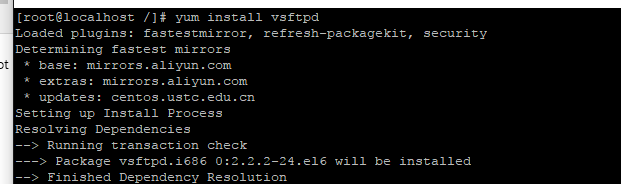 [root@localhost /]# yum install vsftpd
Loaded plugins: fastestmirror, refresh-packagekit, security
Determining fastest mirrors
 * base: mirrors.aliyun.com
 * extras: mirrors.aliyun.com
 * updates: centos.ustc.edu.cn
Setting up Install Process
Resolving Dependencies
--> Running transaction check
---> Package vsftpd.i686 0:2.2.2-24.el6 will be installed
--> Finished Dependency Resolution